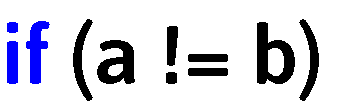 if (a != b)